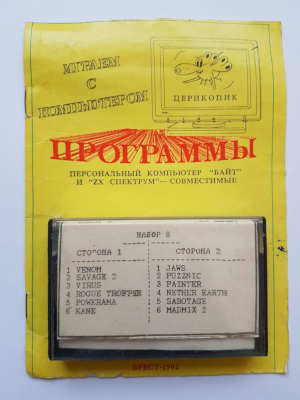 ИГРАЕМ
С
КОМПЬЮТЕРОМ
ЦЕРИКОПИК
ПРОГРАММЫ
ПЕРСОНАЛЬНЫЙ КОМПЬЮТЕР "БАЙТ"
И "ZX СПЕКТРУМ"—СОВМЕСТИМЫЕ
НАБОР 8
СТОРОНА 1
1 VENOM
2 SAVAGE 2
3 VIRUS
4 ROGUE TROPPER
5 POWERAMA
6 KANE
СТОРОНА 2
1 JAWS
2 PUZZNIC
3 PAINTER
4 NETHER EARTH
5 SABOTAGE
6 MADMIX 2